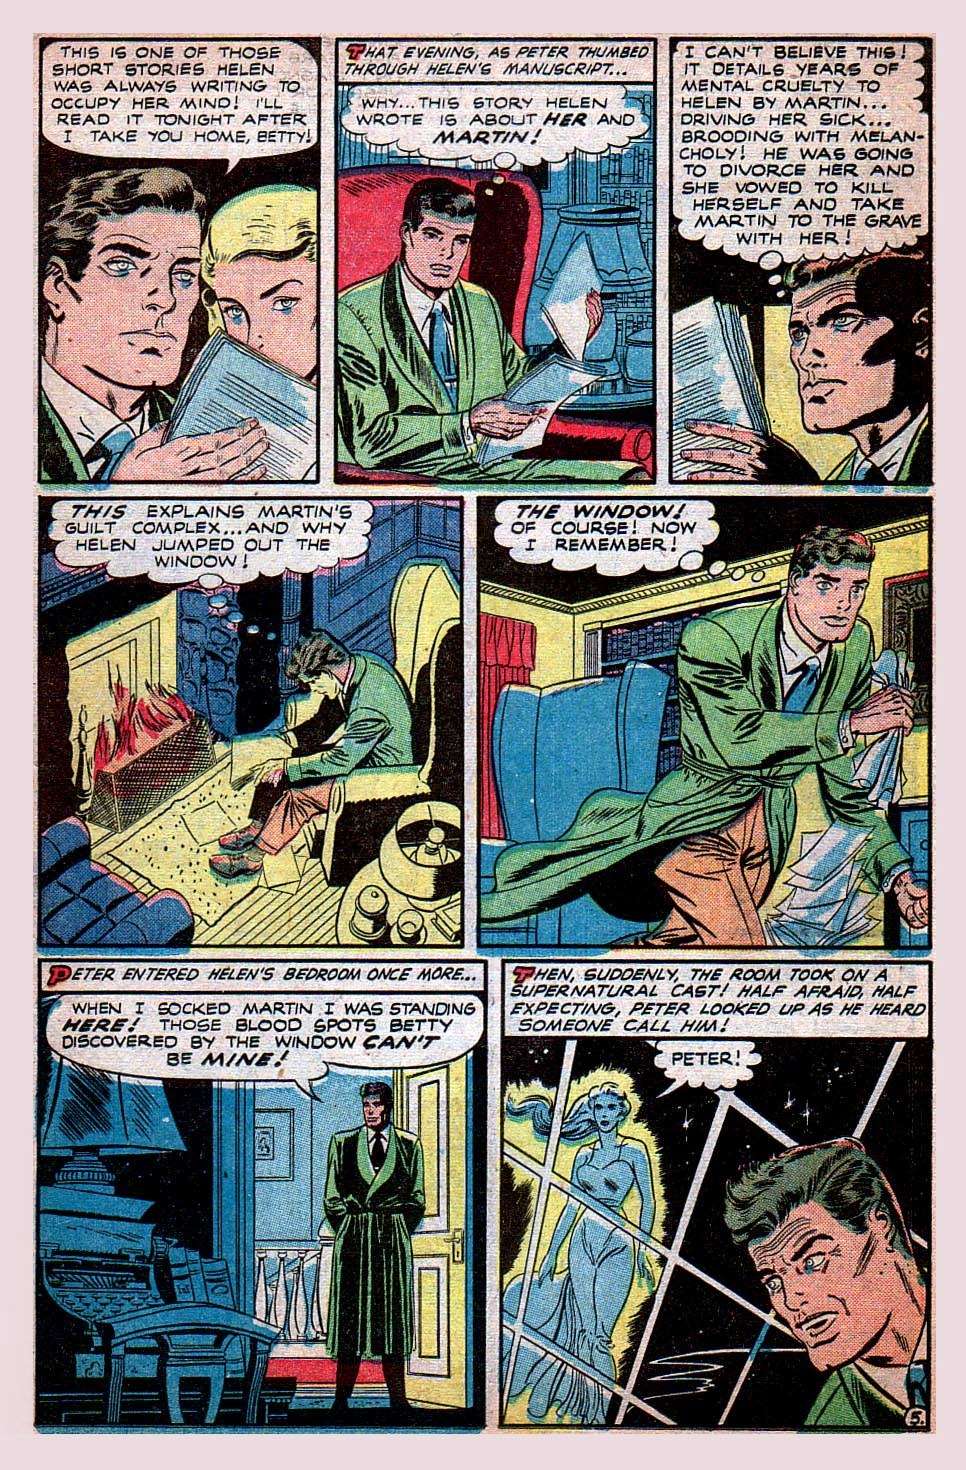 THIS IS ONE OF THOSE
SHORT STORIES HELEN
WAS ALWAYS WRITING TO
OCCUPY HER MIND! I'LL
READ IT TONIGHT AFTER
I TAKE YOU HOME, BETTY!
THAT EVENING, AS PETER THUMBED
THROUGH HELEN'S MANUSCRIPT...
WHY...THIS STORY HELEN
WROTE IS ABOUT HER AND
MARTIN!
I CAN'T BELIEVE THIS!
IT DETAILS YEARS OF
MENTAL CRUELTY TO
HELEN BY MARTIN...
DRIVING HER SICK...
BROODING WITH MELAN-
CHOLY! HE WAS GOING
TO DIVORCE HER AND
SHE VOWED TO KILL
HERSELF AND TAKE
MARTIN TO THE GRAVE
WITH HER!
THIS EXPLAINS MARTIN'S
GUILT COMPLEX...AND WHY
HELEN JUMPED OUT THE
WINDOW!
THE WINDOW!
OF COURSE! NOW
I REMEMBER!
PETER ENTERED HELEN'S BEDROOM ONCE MORE...
WHEN I SOCKED MARTIN I WAS STANDING
HERE! THOSE BLOOD SPOTS BETTY
DISCOVERED BY THE WINDOW CAN'T
BE MINE!
THEN, SUDDENLY, THE ROOM TOOK ON A
SUPERNATURAL CAST! HALF AFRAID, HALF
EXPECTING, PETER LOOKED UP AS HE HEARD
SOMEONE CALL HIM!
PETER!
5.